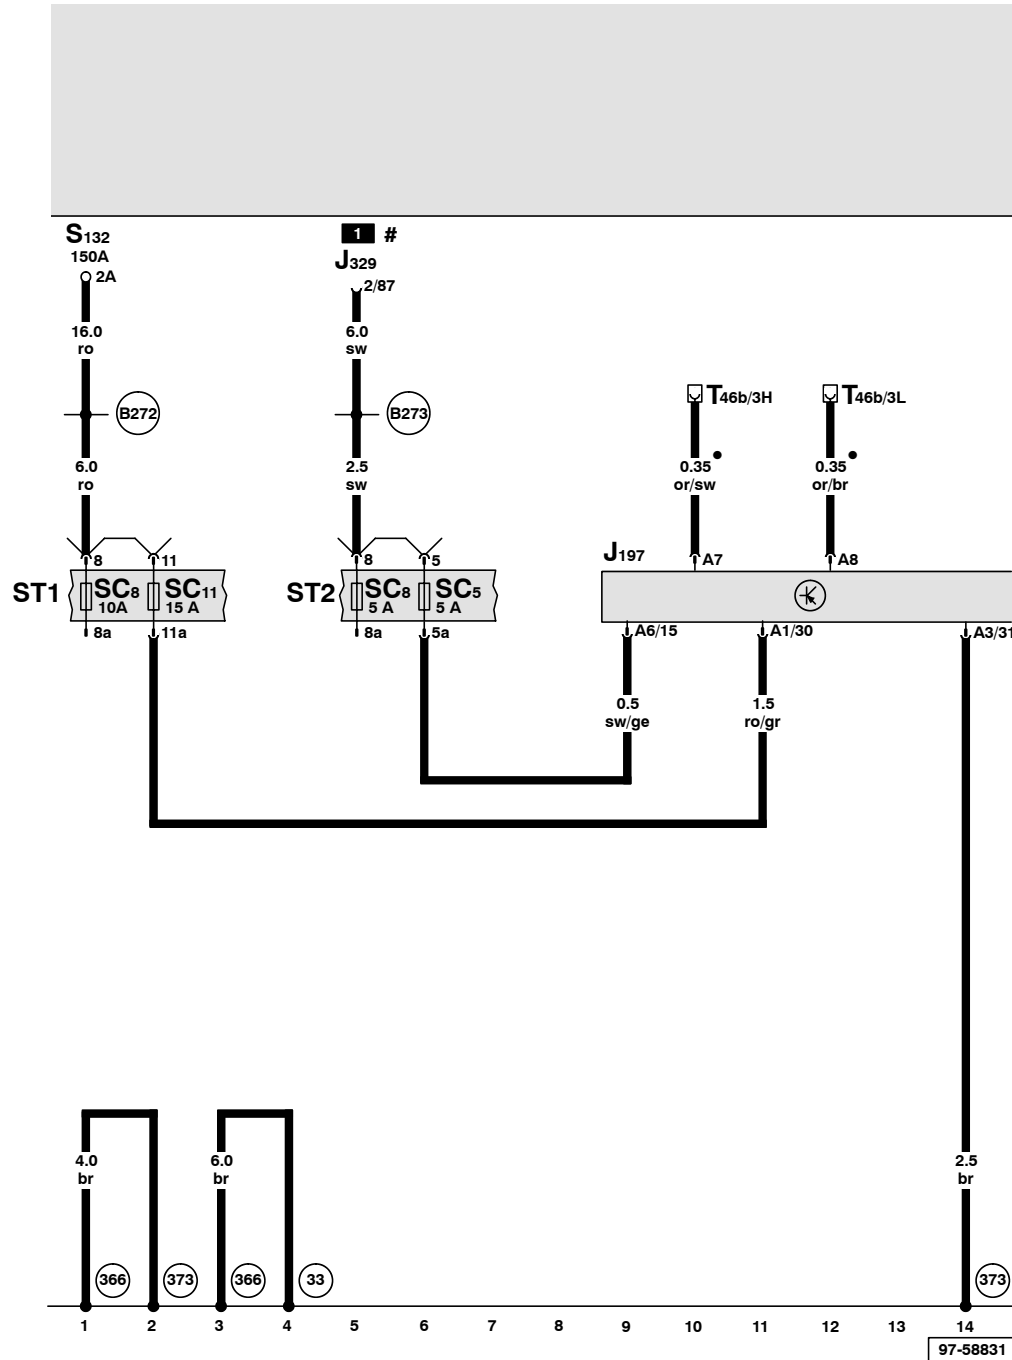 S132
150A
2A
16.0
ro
B272
6.0
ro
8
11
ST1
SC8
10A
SC11
15 A
8a
11a
1
#
J329
2/87
6.0
sw
B273
2.5
sw
8
5
ST2
SC8
5 A
SC5
5 A
8a
5a
T46b/3H
T46b/3L
0.35
or/sw
0.35
or/br
J197
A7
A8
A6/15
A1/30
A3/31
0.5
sw/ge
1.5
ro/gr
4.0
br
6.0
br
2.5
br
366
373
366
33
373
1 2 3 4 5 6 7 8 9 10 11 12 13 14
97-58831